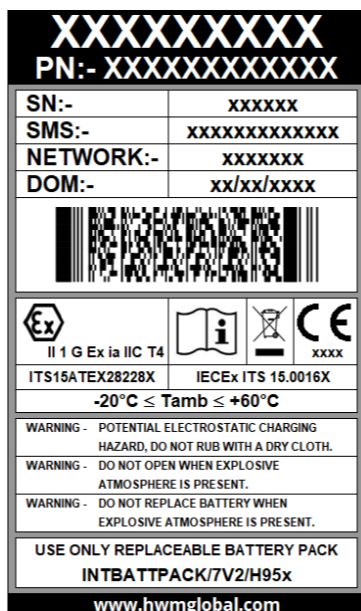 XXXXXXXXX
PN:- XXXXXXXXXXXX
SN:- xxxxxx
SMS:- xxxxxxxxxxxxx
NETWORK:- xxxxxxx
DOM:- xx/xx/xxxx
Ex i CE
II 1 G Ex ia IIC T4 xxxx
ITS15ATEX28228X IECEx ITS 15.0016X
-20°C ≤ Tamb ≤ +60°C
WARNING - POTENTIAL ELECTROSTATIC CHARGING
HAZARD, DO NOT RUB WITH A DRY CLOTH.
WARNING - DO NOT OPEN WHEN EXPLOSIVE
ATMOSPHERE IS PRESENT.
WARNING - DO NOT REPLACE BATTERY WHEN
EXPLOSIVE ATMOSPHERE IS PRESENT.
USE ONLY REPLACEABLE BATTERY PACK
INTBATTPACK/7V2/H95x
www.hwmglobal.com